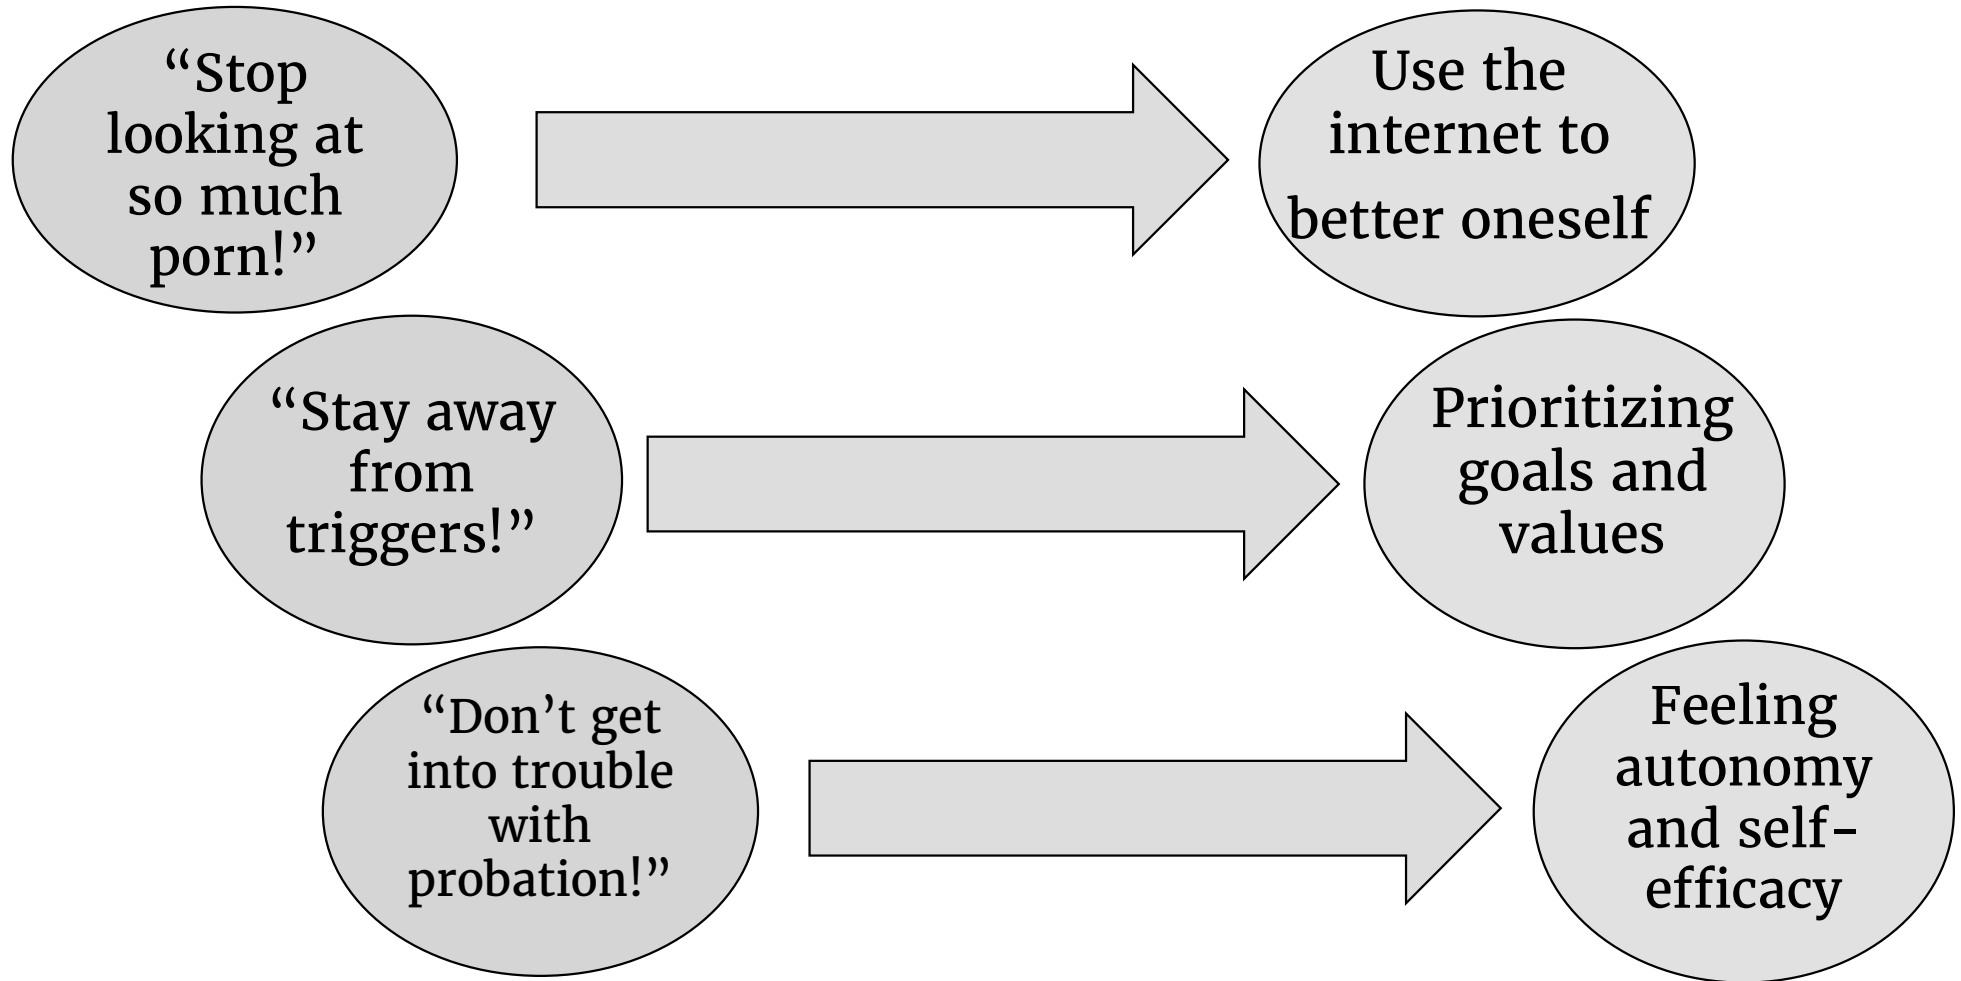 “Stop
looking at
so much
porn!”
Use the
internet to
better oneself
“Stay away
from
triggers!”
Prioritizing
goals and
values
“Don’t get
into trouble
with
probation!”
Feeling
autonomy
and self-
efficacy